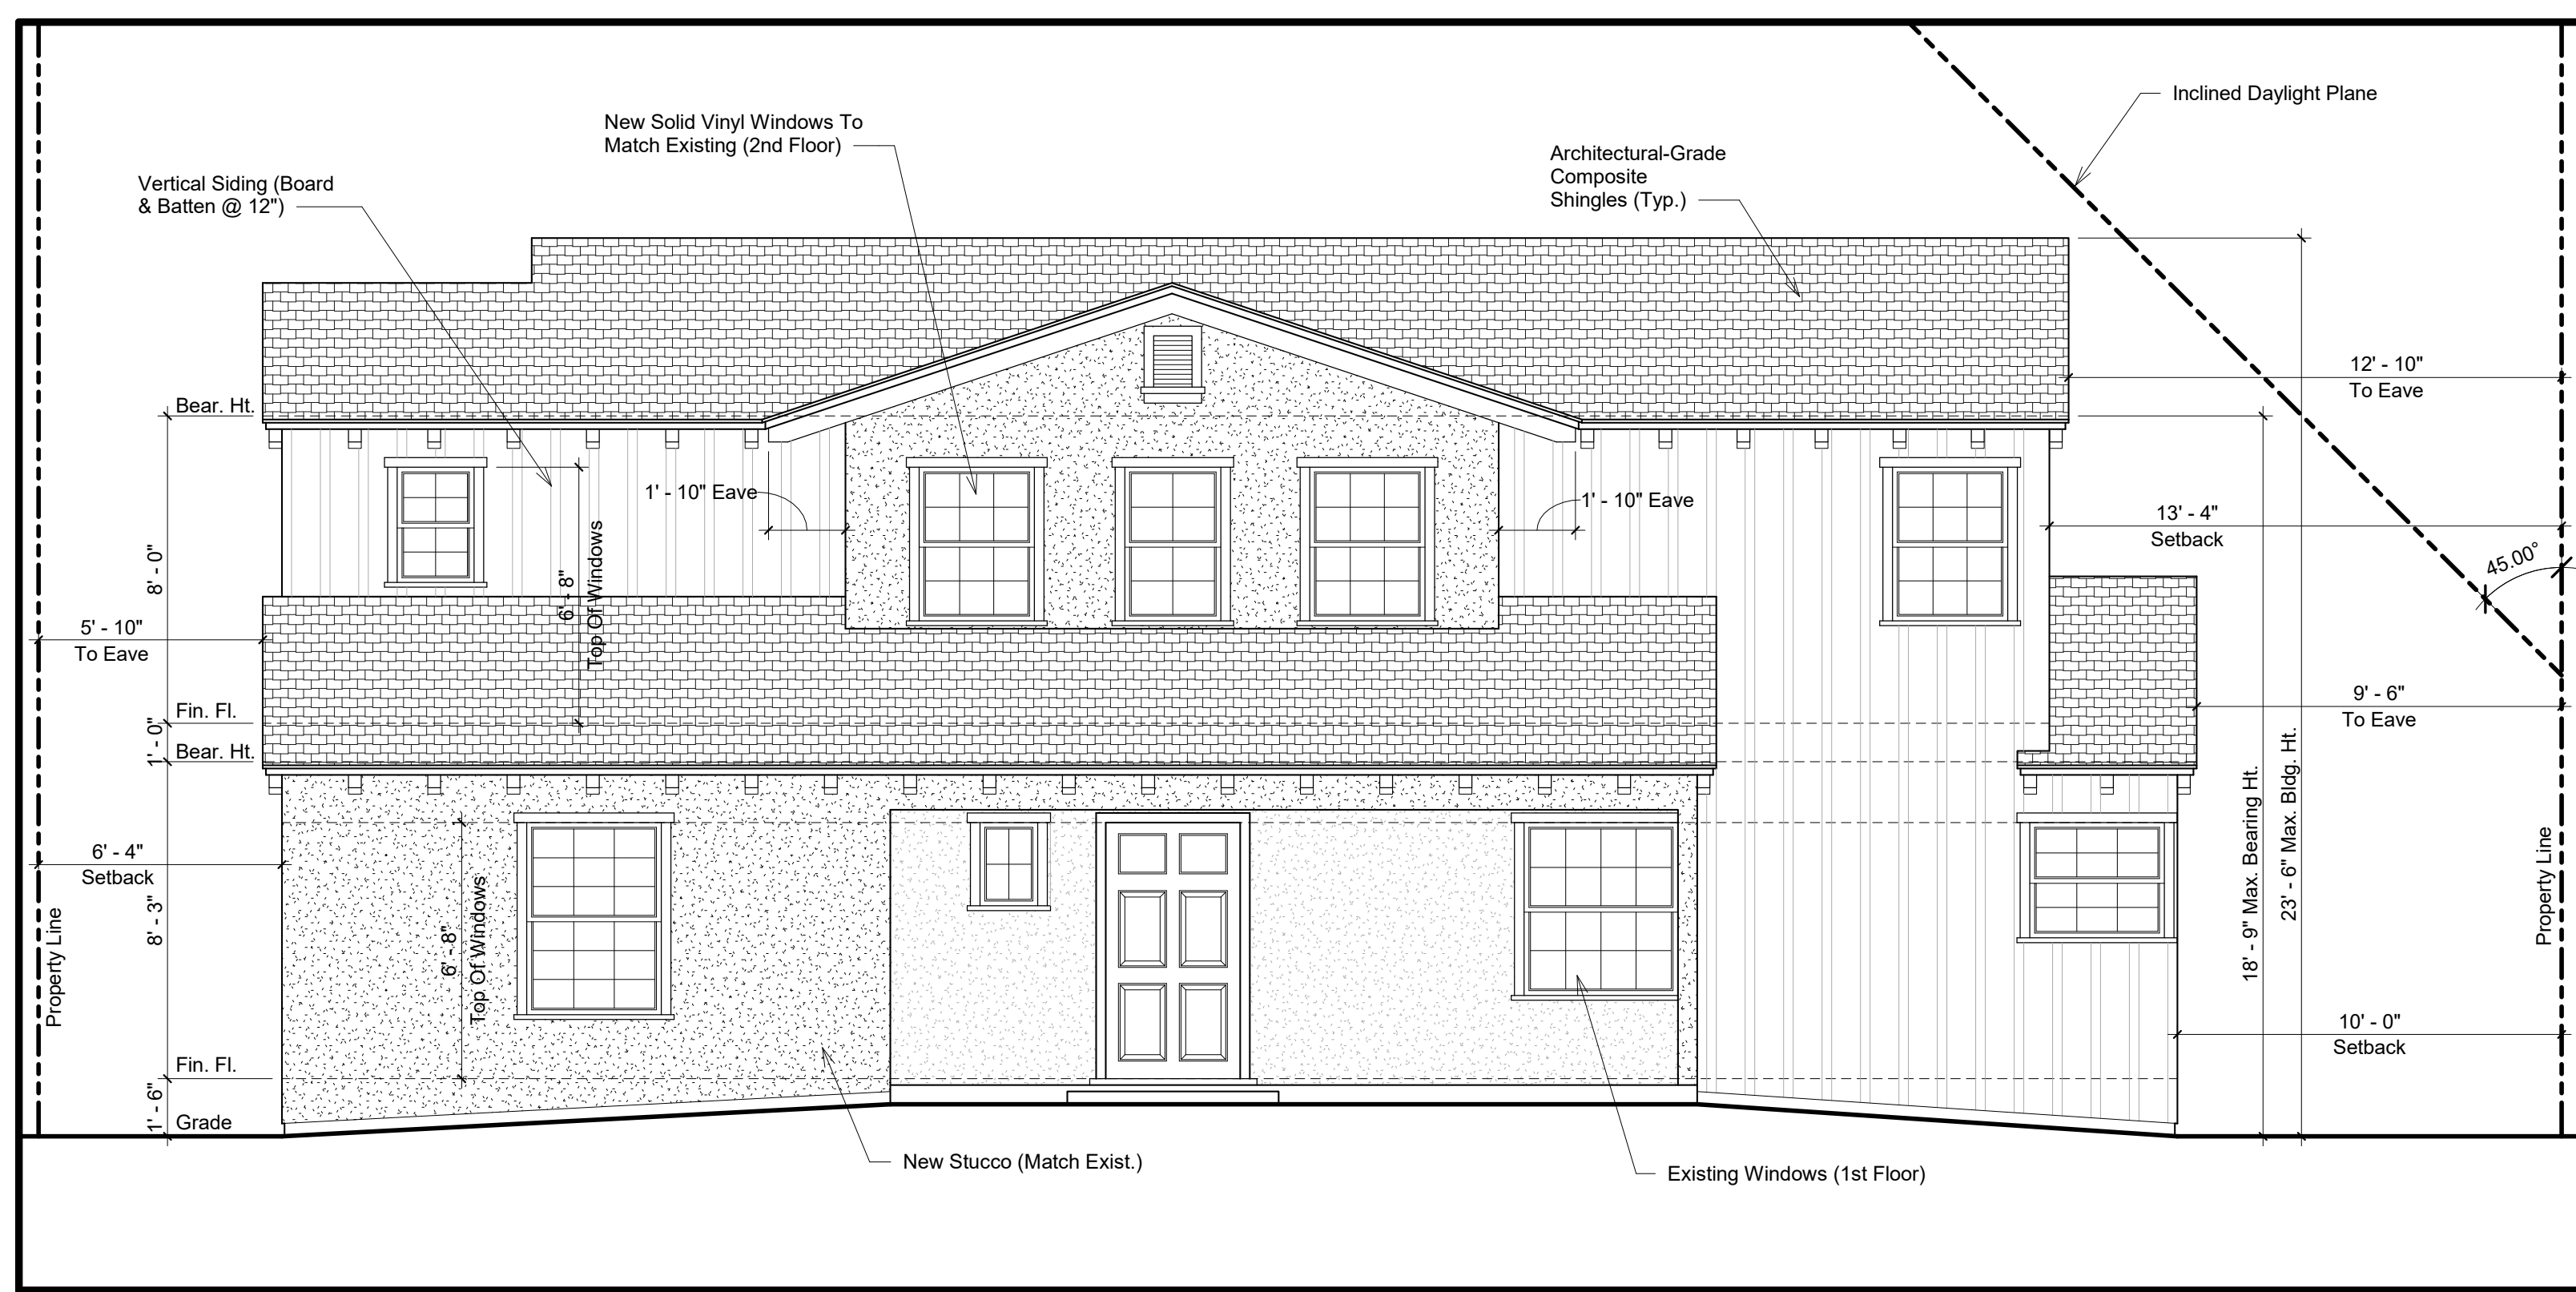 Inclined Daylight Plane
New Solid Vinyl Windows To
Match Existing (2nd Floor)
Architectural-Grade
Composite
Shingles (Typ.)
Vertical Siding (Board
& Batten @ 12")
12' - 10"
To Eave
Bear. Ht.
1' - 10" Eave
1' - 10" Eave
13' - 4"
Setback
45.00°
8' - 0"
6' - 8"
Top Of Windows
5' - 10"
To Eave
9' - 6"
To Eave
Fin. Fl.
1' - 0"
Bear. Ht.
18' - 9" Max. Bearing Ht.
23' - 6" Max. Bldg. Ht.
Property Line
6' - 4"
Setback
8' - 3"
6' - 8"
Top Of Windows
Property Line
10' - 0"
Setback
Fin. Fl.
1' - 6"
Grade
New Stucco (Match Exist.)
Existing Windows (1st Floor)